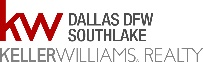 kw DALLAS DFW
SOUTHLAKE
KELLERWILLIAMS. REALTY